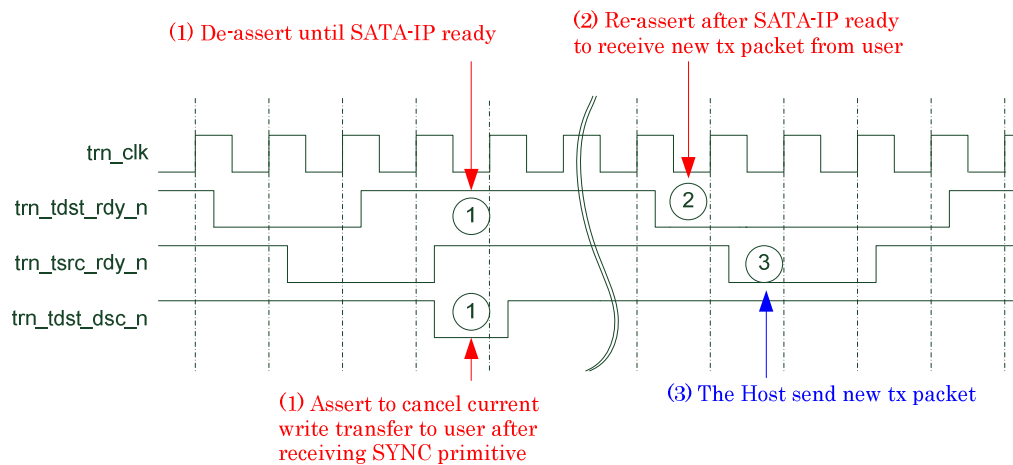 (1) De-assert until SATA-IP ready
(2) Re-assert after SATA-IP ready
to receive new tx packet from user
trn_clk
trn_tdst_rdy_n
1
2
trn_tsrc_rdy_n
3
trn_tdst_dsc_n
1
(3) The Host send new tx packet
(1) Assert to cancel current
write transfer to user after
receiving SYNC primitive